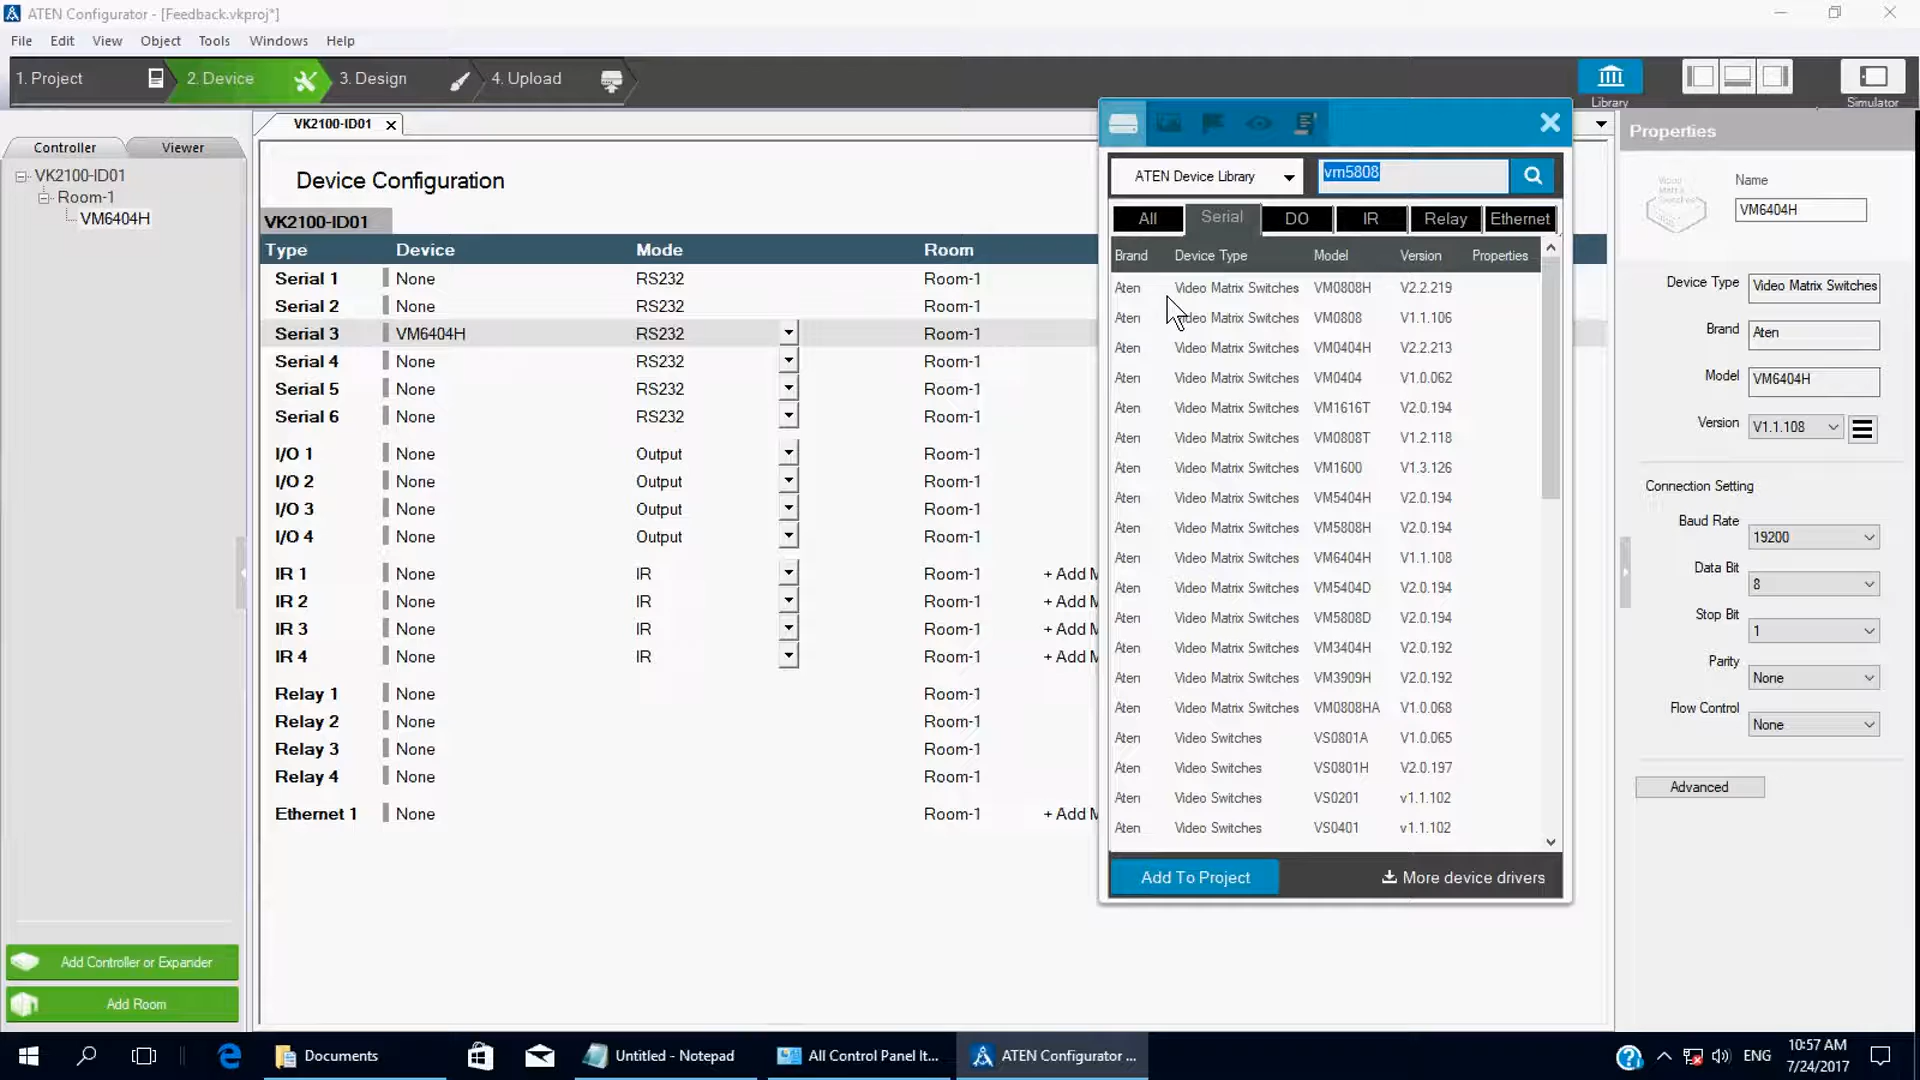 ATEN Configurator - [Feedback.vkproj*]
File Edit View Object Tools Windows Help
1. Project 2. Device 3. Design 4. Upload
Library Simulator
Controller Viewer
VK2100-ID01
Room-1
VM6404H
Add Controller or Expander
Add Room
VK2100-ID01
Device Configuration
VK2100-ID01
Type Device Mode Room
Serial 1 None RS232 Room-1
Serial 2 None RS232 Room-1
Serial 3 VM6404H RS232 Room-1
Serial 4 None RS232 Room-1
Serial 5 None RS232 Room-1
Serial 6 None RS232 Room-1
I/O 1 None Output Room-1
I/O 2 None Output Room-1
I/O 3 None Output Room-1
I/O 4 None Output Room-1
IR 1 None IR Room-1 + Add M
IR 2 None IR Room-1 + Add M
IR 3 None IR Room-1 + Add M
IR 4 None IR Room-1 + Add M
Relay 1 None Room-1
Relay 2 None Room-1
Relay 3 None Room-1
Relay 4 None Room-1
Ethernet 1 None Room-1 + Add M
ATEN Device Library vm5808
All Serial DO IR Relay Ethernet
Brand Device Type Model Version Properties
Aten Video Matrix Switches VM0808H V2.2.219
Aten Video Matrix Switches VM0808 V1.1.106
Aten Video Matrix Switches VM0404H V2.2.213
Aten Video Matrix Switches VM0404 V1.0.062
Aten Video Matrix Switches VM1616T V2.0.194
Aten Video Matrix Switches VM0808T V1.2.118
Aten Video Matrix Switches VM1600 V1.3.126
Aten Video Matrix Switches VM5404H V2.0.194
Aten Video Matrix Switches VM5808H V2.0.194
Aten Video Matrix Switches VM6404H V1.1.108
Aten Video Matrix Switches VM5404D V2.0.194
Aten Video Matrix Switches VM5808D V2.0.194
Aten Video Matrix Switches VM3404H V2.0.192
Aten Video Matrix Switches VM3909H V2.0.192
Aten Video Matrix Switches VM0808HA V1.0.068
Aten Video Switches VS0801A V1.0.065
Aten Video Switches VS0801H V2.0.197
Aten Video Switches VS0201 v1.1.102
Aten Video Switches VS0401 v1.1.102
Add To Project More device drivers
Properties
Video Matrix Switches
Name
VM6404H
Device Type Video Matrix Switches
Brand Aten
Model VM6404H
Version V1.1.108
Connection Setting
Baud Rate 19200
Data Bit 8
Stop Bit 1
Parity None
Flow Control None
Advanced
Documents Untitled - Notepad All Control Panel It... ATEN Configurator ... ENG 10:57 AM
7/24/2017